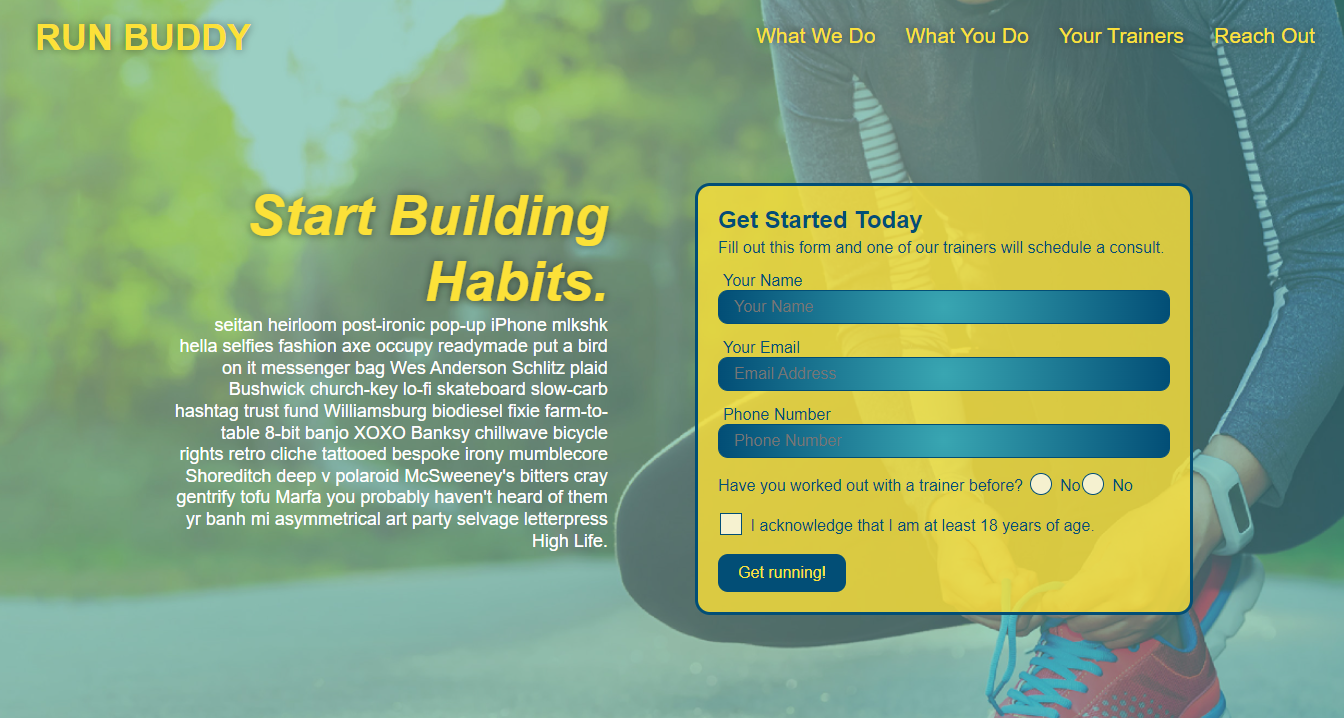 RUN BUDDY
What We Do
What You Do
Your Trainers
Reach Out
Start Building
Habits.
seitan heirloom post-ironic pop-up iPhone mlkshk
hella selfies fashion axe occupy readymade put a bird
on it messenger bag Wes Anderson Schlitz plaid
Bushwick church-key lo-fi skateboard slow-carb
hashtag trust fund Williamsburg biodiesel fixie farm-to-
table 8-bit banjo XOXO Banksy chillwave bicycle
rights retro cliche tattooed bespoke irony mumblecore
Shoreditch deep v polaroid McSweeney's bitters cray
gentrify tofu Marfa you probably haven't heard of them
yr banh mi asymmetrical art party selvage letterpress
High Life.
Get Started Today
Fill out this form and one of our trainers will schedule a consult.
Your Name
Your Name
Your Email
Email Address
Phone Number
Phone Number
Have you worked out with a trainer before? No No
I acknowledge that I am at least 18 years of age.
Get running!